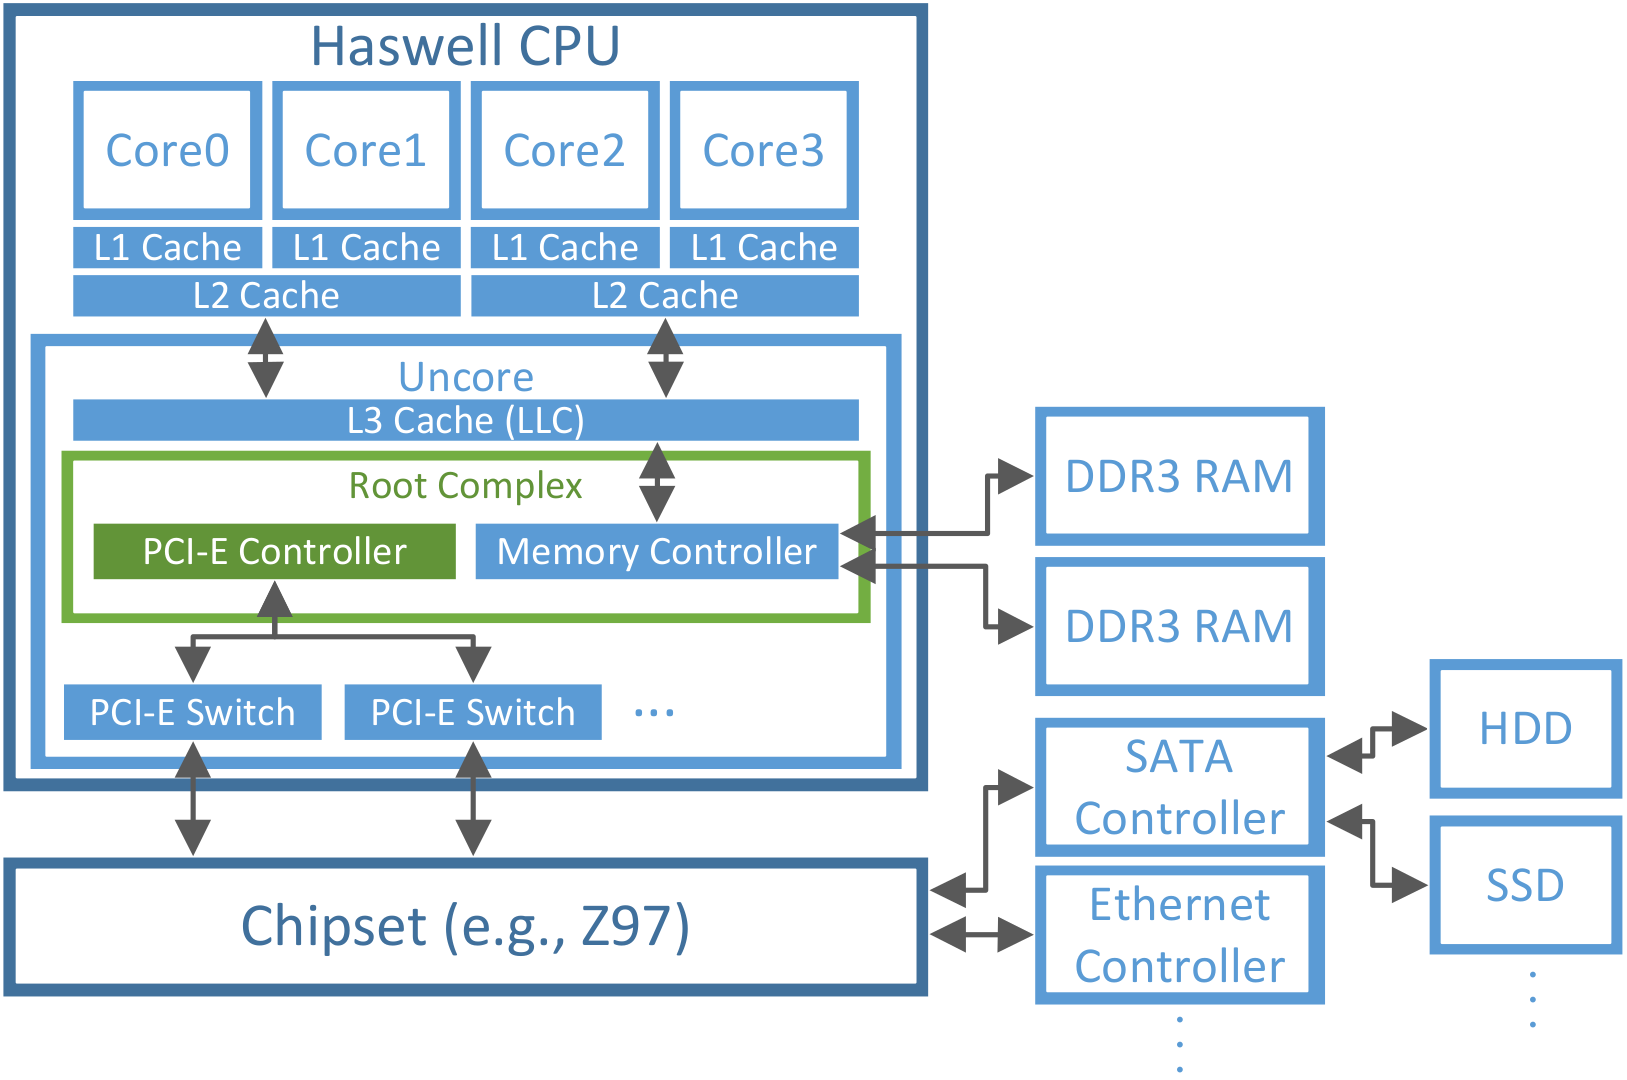 Haswell CPU
Core0
Core1
Core2
Core3
L1 Cache
L1 Cache
L1 Cache
L1 Cache
L2 Cache
L2 Cache
Uncore
L3 Cache (LLC)
Root Complex
PCI-E Controller
Memory Controller
PCI-E Switch
PCI-E Switch
...
DDR3 RAM
DDR3 RAM
SATA
Controller
HDD
SSD
Chipset (e.g., Z97)
Ethernet
Controller